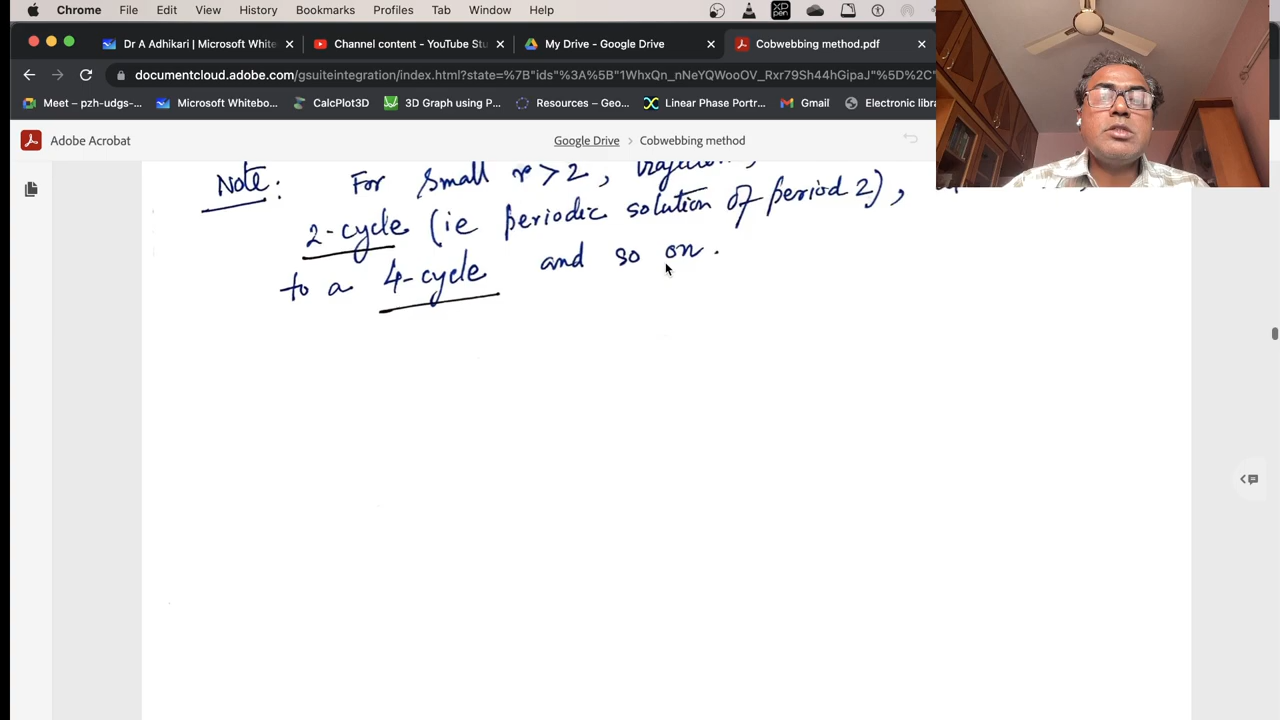 Chrome File Edit View History Bookmarks Profiles Tab Window Help
XP pen
Dr A Adhikari | Microsoft White × Channel content - YouTube Stu × My Drive - Google Drive × Cobwebbing method.pdf ×
documentcloud.adobe.com/gsuiteintegration/index.html?state=%7B"ids"%3A%5B"1WhxQn_nNeYQWooOV_Rxr79Sh44hGipaJ"%5D%2C"
Meet – pzh-udgs-... Microsoft Whitebo... CalcPlot3D 3D Graph using P... Resources – Geo... Linear Phase Portr... Gmail Electronic libra
Adobe Acrobat Google Drive > Cobwebbing method
Note: For small r > 2,
2-cycle (ie periodic solution of period 2),
to a 4-cycle and so on.